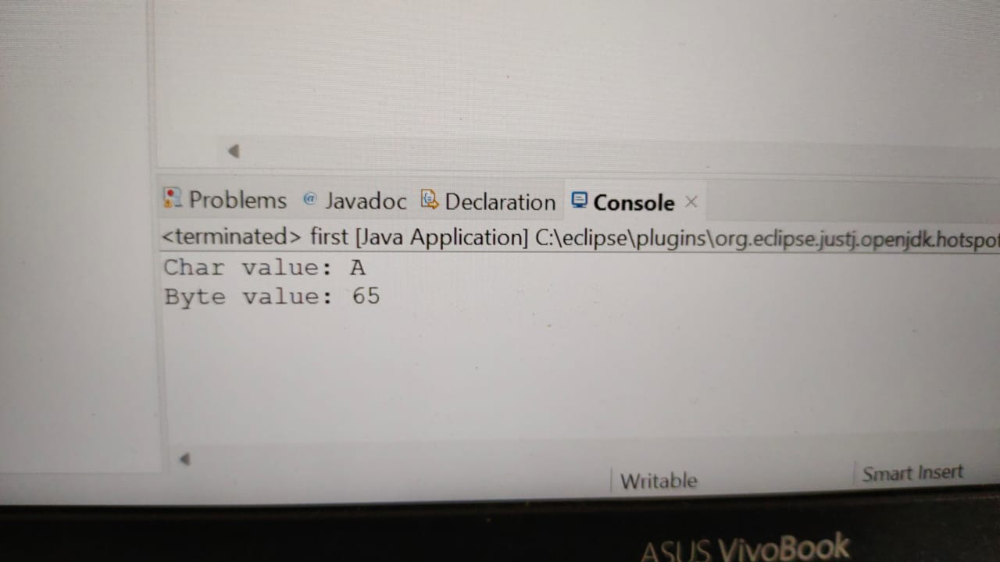 Problems @ Javadoc Declaration Console
<terminated> first [Java Application] C:\eclipse\plugins\org.eclipse.justj.openjdk.hotspot
Char value: A
Byte value: 65
Writable Smart Insert
ASUS VivoBook